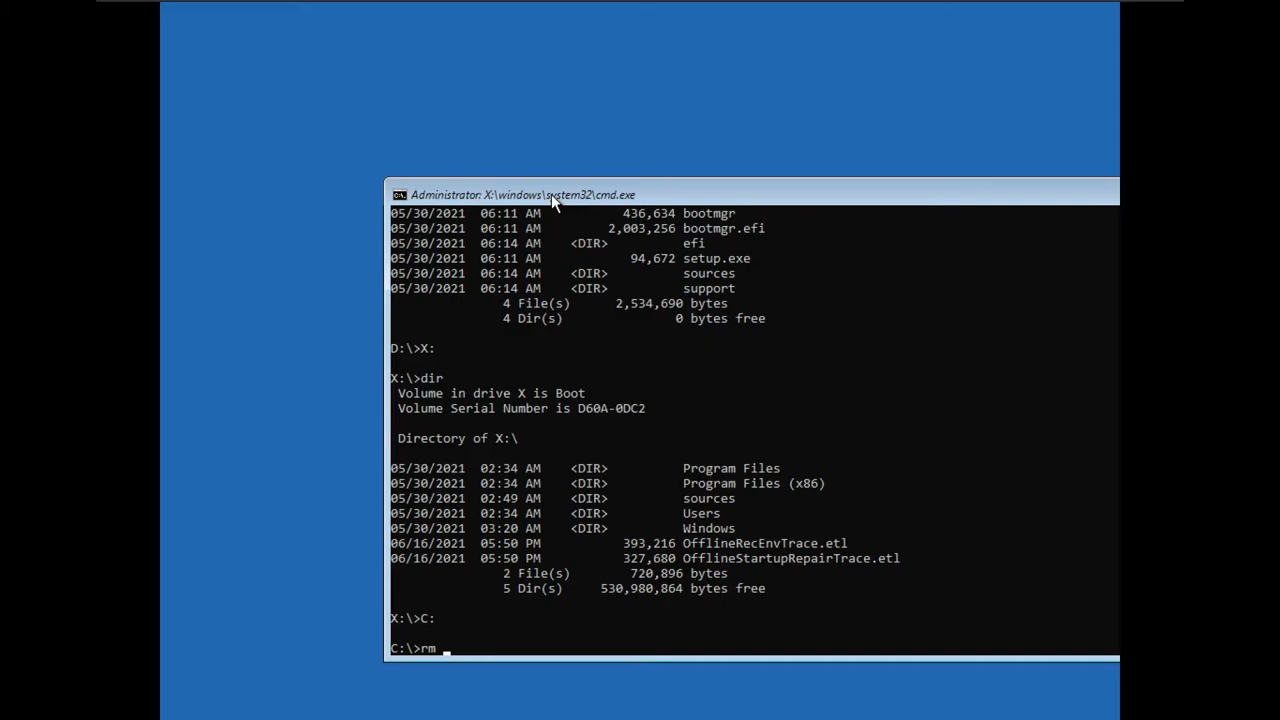 Administrator: X:\windows\system32\cmd.exe
05/30/2021 06:11 AM 436,634 bootmgr
05/30/2021 06:11 AM 2,003,256 bootmgr.efi
05/30/2021 06:14 AM <DIR> efi
05/30/2021 06:11 AM 94,672 setup.exe
05/30/2021 06:14 AM <DIR> sources
05/30/2021 06:14 AM <DIR> support
4 File(s) 2,534,690 bytes
4 Dir(s) 0 bytes free
D:\>X:
X:\>dir
Volume in drive X is Boot
Volume Serial Number is D60A-0DC2
Directory of X:\
05/30/2021 02:34 AM <DIR> Program Files
05/30/2021 02:34 AM <DIR> Program Files (x86)
05/30/2021 02:49 AM <DIR> sources
05/30/2021 02:34 AM <DIR> Users
05/30/2021 03:20 AM <DIR> Windows
06/16/2021 05:50 PM 393,216 OfflineRecEnvTrace.etl
06/16/2021 05:50 PM 327,680 OfflineStartupRepairTrace.etl
2 File(s) 720,896 bytes
5 Dir(s) 530,980,864 bytes free
X:\>C:
C:\>rm